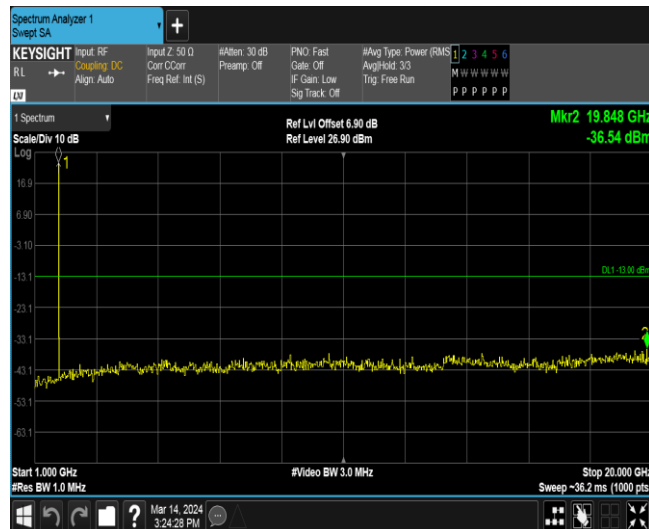 Spectrum Analyzer 1
Swept SA
+
KEYSIGHT Input: RF Input Z: 50 Ω #Atten: 30 dB PNO: Fast #Avg Type: Power (RMS 1 2 3 4 5 6
RL Coupling: DC Corr CCorr Preamp: Off Gate: Off Avg|Hold: 3/3 M W W W W W
Align: Auto Freq Ref: Int (S) IF Gain: Low Trig: Free Run
LXI Sig Track: Off P P P P P P
1 Spectrum Ref Lvl Offset 6.90 dB Mkr2 19.848 GHz
Scale/Div 10 dB Ref Level 26.90 dBm -36.54 dBm
Log
1
16.9
6.90
-3.10
-13.1 DL1 -13.00 dBm
-23.1
-33.1
2
-43.1
-53.1
-63.1
Start 1.000 GHz #Video BW 3.0 MHz Stop 20.000 GHz
#Res BW 1.0 MHz Sweep ~36.2 ms (1000 pts
? Mar 14, 2024
3:24:28 PM